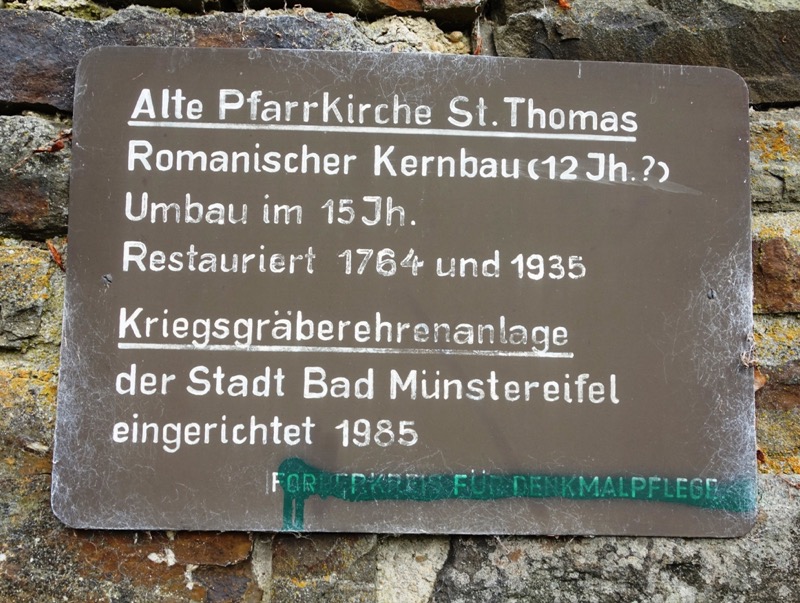 Alte Pfarrkirche St. Thomas
Romanischer Kernbau (12 Jh.?)
Umbau im 15 Jh.
Restauriert 1764 und 1935
Kriegsgräberehrenanlage
der Stadt Bad Münstereifel
eingerichtet 1985
FÖRDERKREIS FÜR DENKMALPFLEGE